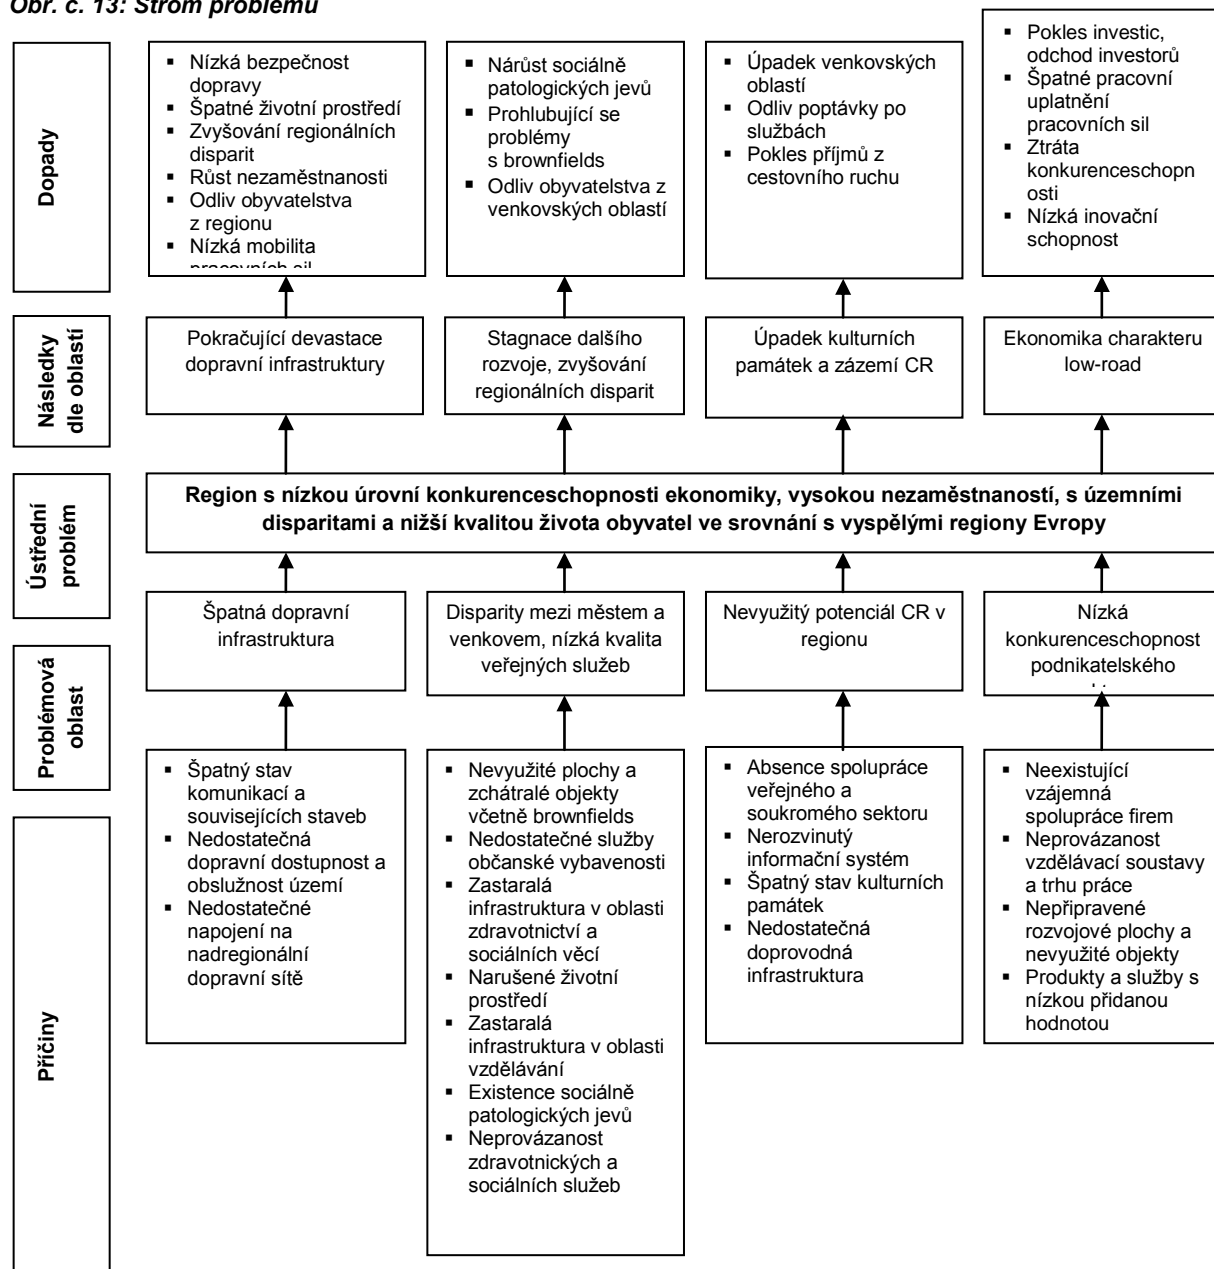 Obr. č. 13: Strom problémů
Dopady
▪ Nízká bezpečnost
dopravy
▪ Špatné životní prostředí
▪ Zvyšování regionálních
disparit
▪ Růst nezaměstnanosti
▪ Odliv obyvatelstva
z regionu
▪ Nízká mobilita
pracovních sil
▪ Nárůst sociálně
patologických jevů
▪ Prohlubující se
problémy
s brownfields
▪ Odliv obyvatelstva z
venkovských oblastí
▪ Úpadek venkovských
oblastí
▪ Odliv poptávky po
službách
▪ Pokles příjmů z
cestovního ruchu
▪ Pokles investic,
odchod investorů
▪ Špatné pracovní
uplatnění
pracovních sil
▪ Ztráta
konkurenceschopn
osti
▪ Nízká inovační
schopnost
Následky
dle oblastí
Pokračující devastace
dopravní infrastruktury
Stagnace dalšího
rozvoje, zvyšování
regionálních disparit
Úpadek kulturních
památek a zázemí CR
Ekonomika charakteru
low-road
Ústřední
problém
Region s nízkou úrovní konkurenceschopnosti ekonomiky, vysokou nezaměstnaností, s územními
disparitami a nižší kvalitou života obyvatel ve srovnání s vyspělými regiony Evropy
Problémová
oblast
Špatná dopravní
infrastruktura
Disparity mezi městem a
venkovem, nízká kvalita
veřejných služeb
Nevyužitý potenciál CR v
regionu
Nízká
konkurenceschopnost
podnikatelského
Příčiny
▪ Špatný stav
komunikací a
souvisejících staveb
▪ Nedostatečná
dopravní dostupnost a
obslužnost území
▪ Nedostatečné
napojení na
nadregionální
dopravní sítě
▪ Nevyužité plochy a
zchátralé objekty
včetně brownfields
▪ Nedostatečné služby
občanské vybavenosti
▪ Zastaralá
infrastruktura v oblasti
zdravotnictví a
sociálních věcí
▪ Narušené životní
prostředí
▪ Zastaralá
infrastruktura v oblasti
vzdělávání
▪ Existence sociálně
patologických jevů
▪ Neprovázanost
zdravotnických a
sociálních služeb
▪ Absence spolupráce
veřejného a
soukromého sektoru
▪ Nerozvinutý
informační systém
▪ Špatný stav kulturních
památek
▪ Nedostatečná
doprovodná
infrastruktura
▪ Neexistující
vzájemná
spolupráce firem
▪ Neprovázanost
vzdělávací soustavy
a trhu práce
▪ Nepřipravené
rozvojové plochy a
nevyužité objekty
▪ Produkty a služby s
nízkou přidanou
hodnotou